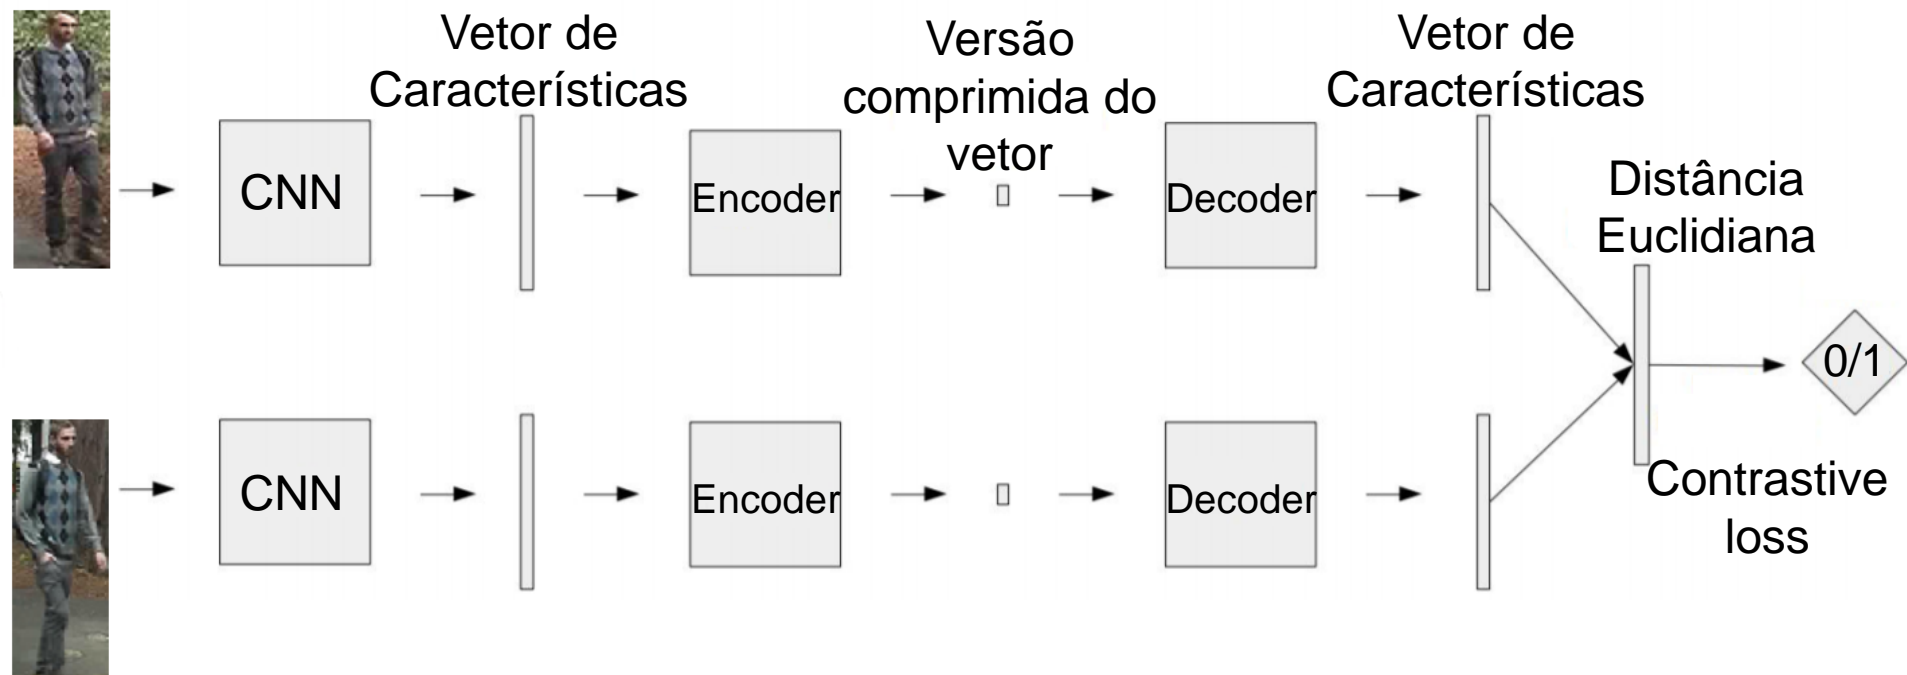 Vetor de
Características
Versão
comprimida do
vetor
Vetor de
Características
CNN
Encoder
Decoder
Distância
Euclidiana
0/1
CNN
Encoder
Decoder
Contrastive
loss